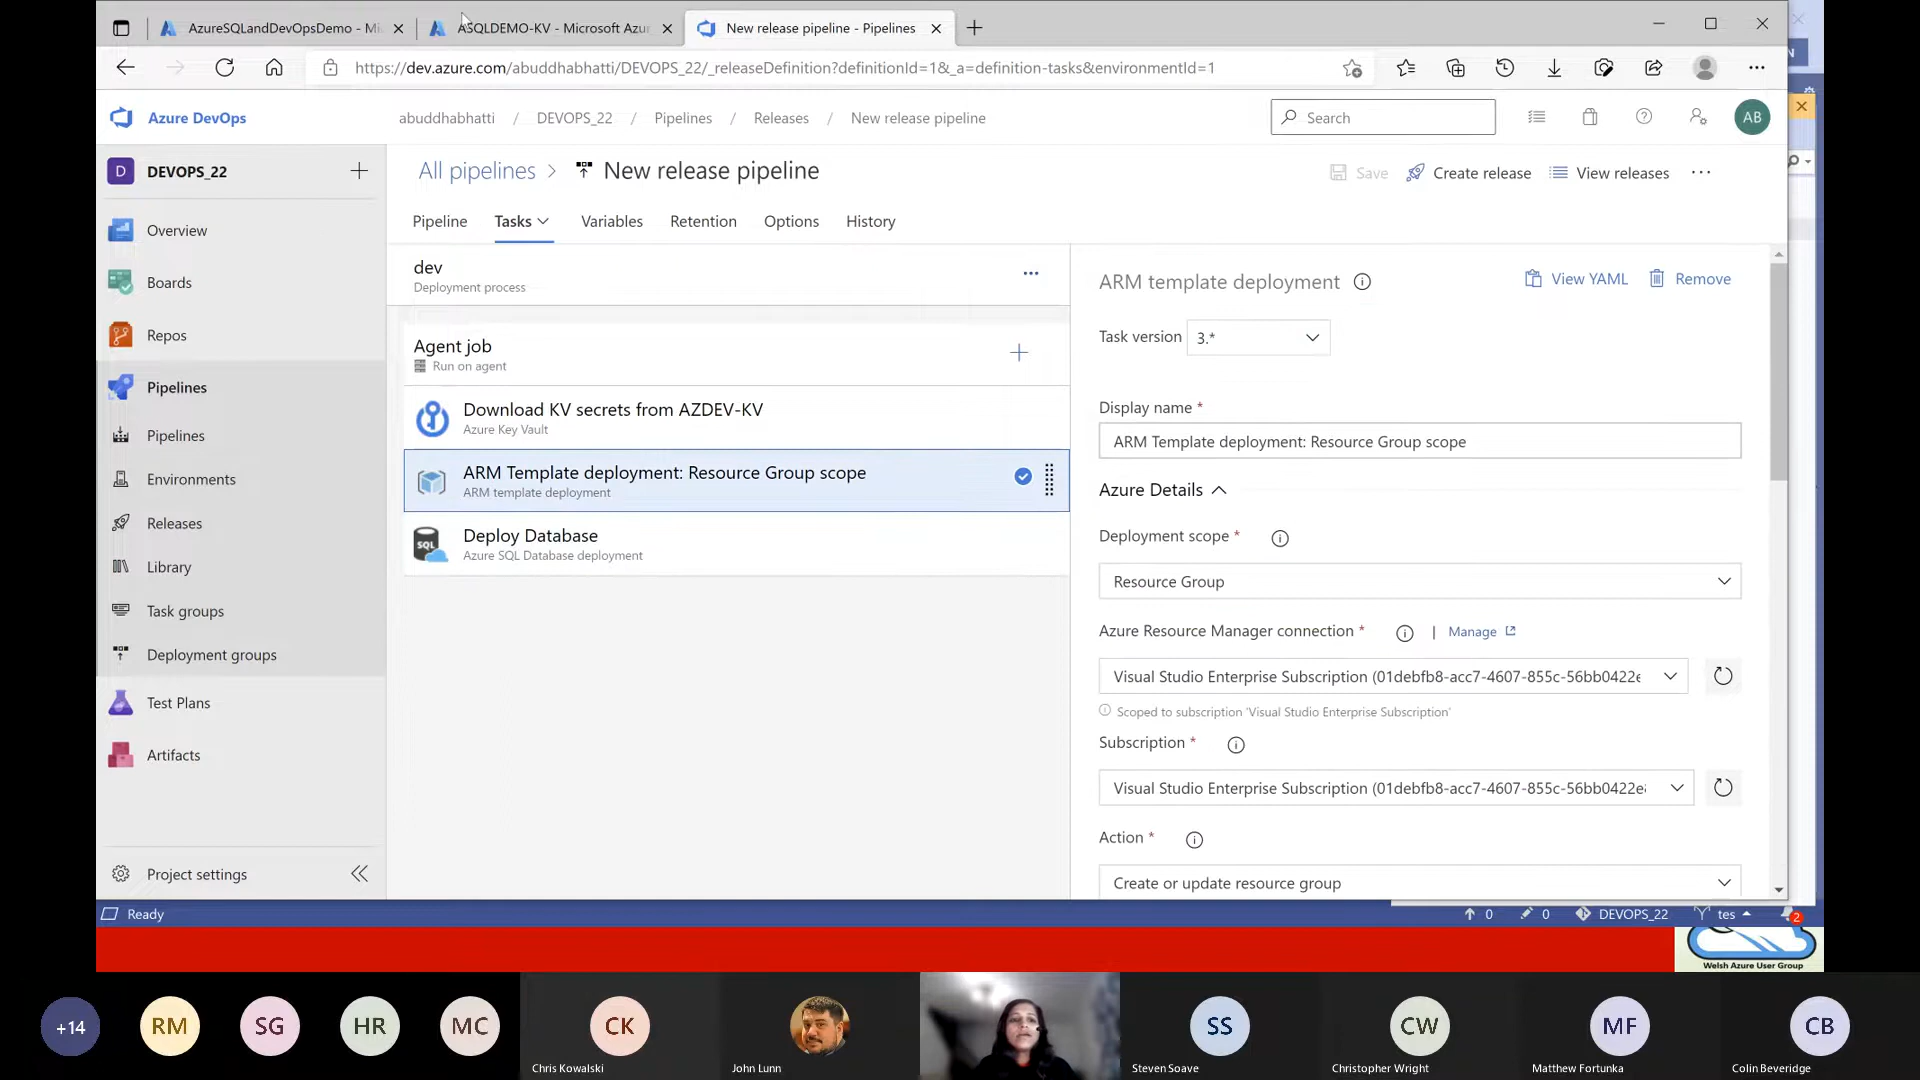 AzureSQLandDevOpsDemo - Mi
ASQLDEMO-KV - Microsoft Azur
New release pipeline - Pipelines
https://dev.azure.com/abuddhabhatti/DEVOPS_22/_releaseDefinition?definitionId=1&_a=definition-tasks&environmentId=1
Azure DevOps
abuddhabhatti / DEVOPS_22 / Pipelines / Releases / New release pipeline
Search
AB
D DEVOPS_22
Overview
Boards
Repos
Pipelines
Pipelines
Environments
Releases
Library
Task groups
Deployment groups
Test Plans
Artifacts
Project settings
All pipelines > New release pipeline
Save
Create release
View releases
Pipeline
Tasks
Variables
Retention
Options
History
dev
Deployment process
Agent job
Run on agent
Download KV secrets from AZDEV-KV
Azure Key Vault
ARM Template deployment: Resource Group scope
ARM template deployment
SQL
Deploy Database
Azure SQL Database deployment
ARM template deployment
View YAML
Remove
Task version 3.*
Display name *
ARM Template deployment: Resource Group scope
Azure Details
Deployment scope *
Resource Group
Azure Resource Manager connection * | Manage
Visual Studio Enterprise Subscription (01debfb8-acc7-4607-855c-56bb0422e
Scoped to subscription 'Visual Studio Enterprise Subscription'
Subscription *
Visual Studio Enterprise Subscription (01debfb8-acc7-4607-855c-56bb0422e
Action *
Create or update resource group
Ready
0
0
DEVOPS_22
tes
2
Welsh Azure User Group
+14
RM
SG
HR
MC
CK
Chris Kowalski
John Lunn
SS
Steven Soave
CW
Christopher Wright
MF
Matthew Fortunka
CB
Colin Beveridge